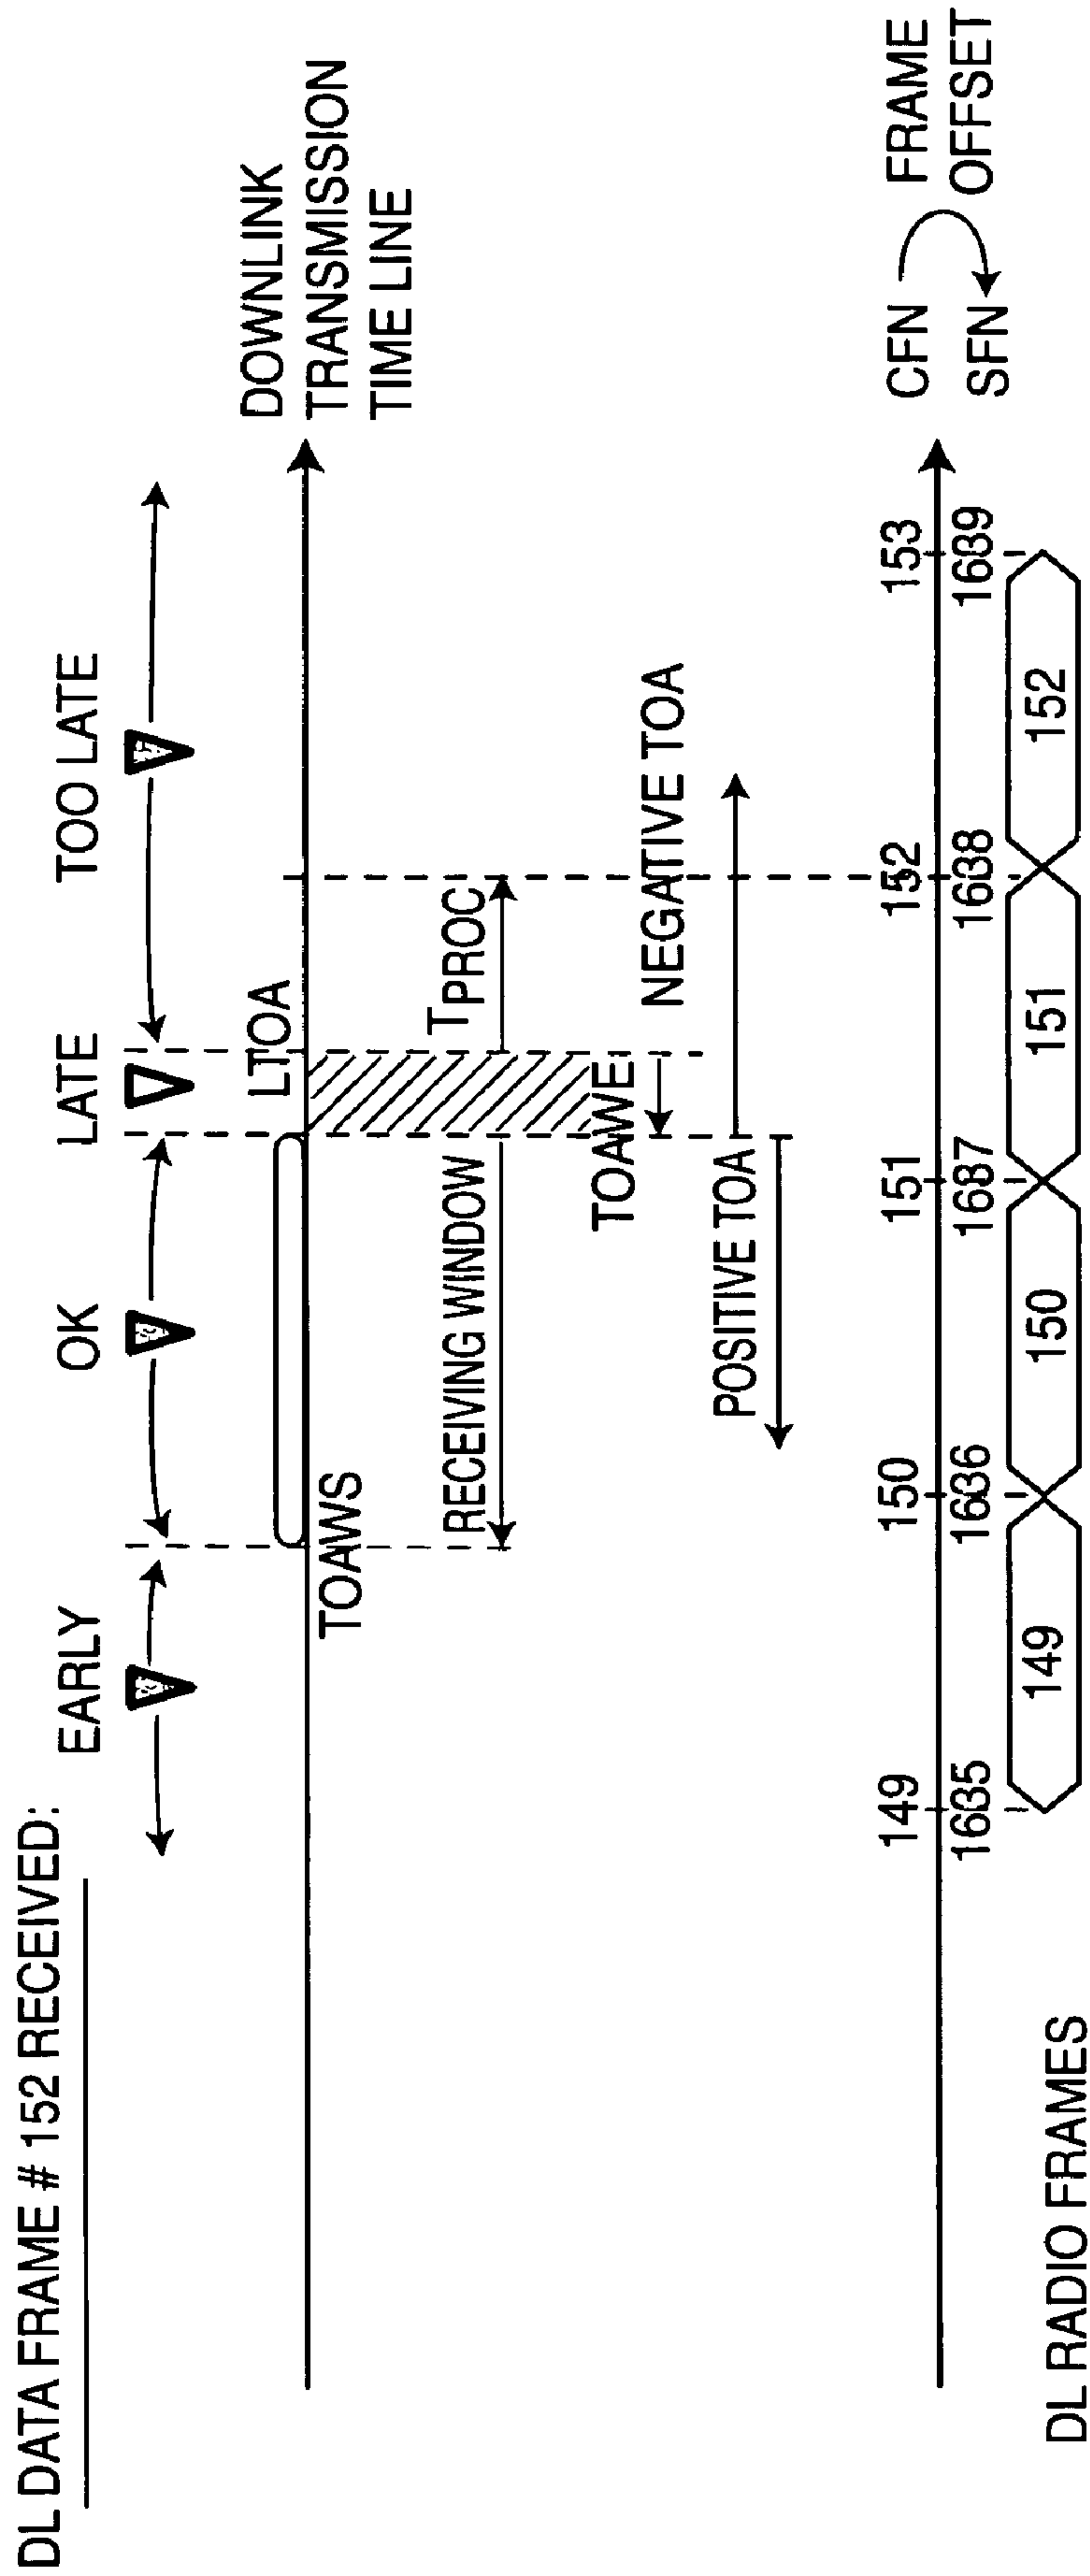 DL DATA FRAME # 152 RECEIVED:
EARLY
OK
LATE
TOO LATE
DOWNLINK
TRANSMISSION
TIME LINE
LTOA
TOAWS
RECEIVING WINDOW
TPROC
TOAWE
NEGATIVE TOA
POSITIVE TOA
149 150 151 152 153
CFN FRAME
1635 1636 1637 1638 1639
SFN OFFSET
149 150 151 152
DL RADIO FRAMES